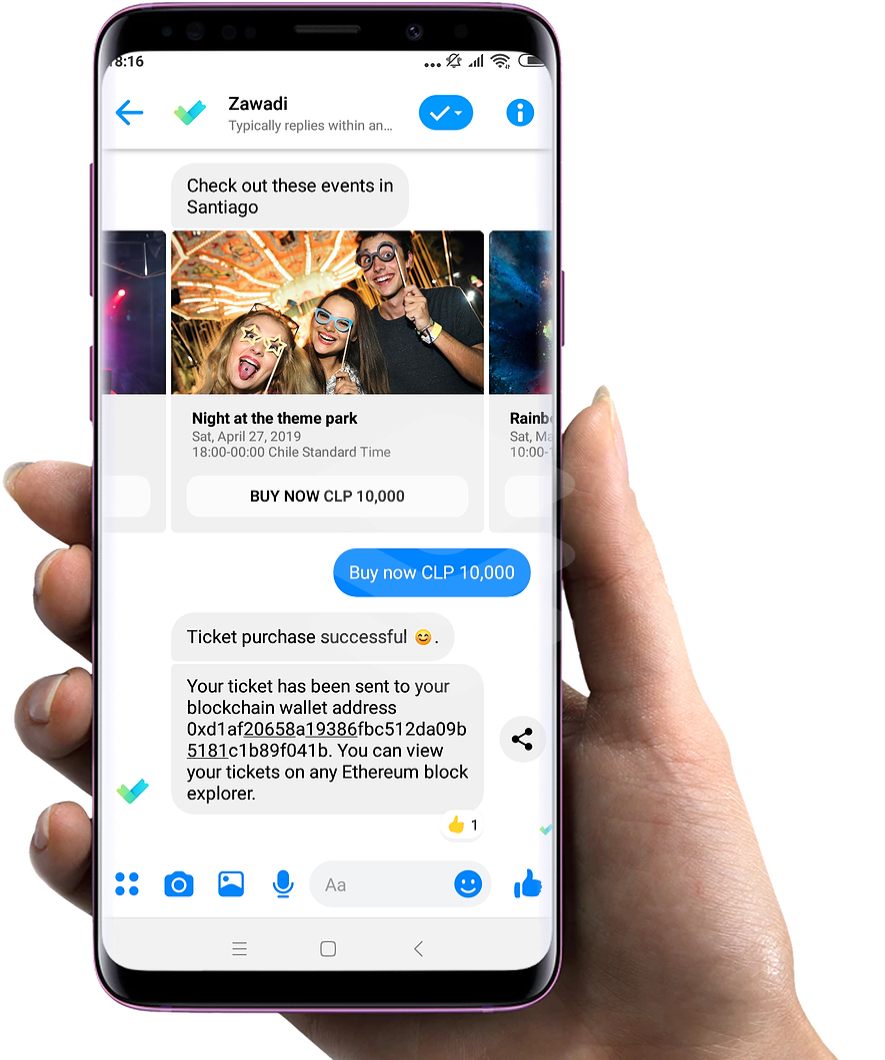 8:16
Zawadi
Typically replies within an...
Check out these events in
Santiago
Night at the theme park
Sat, April 27, 2019
18:00-00:00 Chile Standard Time
BUY NOW CLP 10,000
Rainb
Sat, Ma
10:00-
Buy now CLP 10,000
Ticket purchase successful 😊.
Your ticket has been sent to your
blockchain wallet address
0xd1af20658a19386fbc512da09b
5181c1b89f041b. You can view
your tickets on any Ethereum block
explorer.
👍 1
Aa